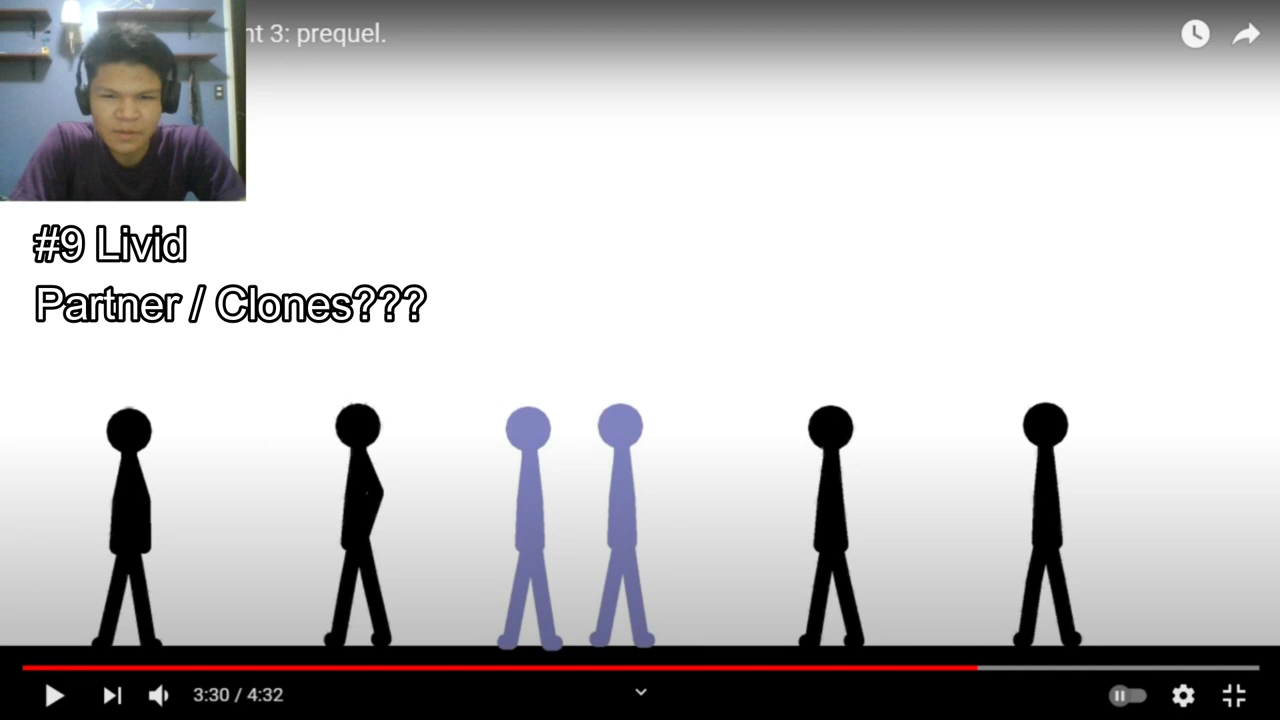 nt 3: prequel.
#9 Livid
Partner / Clones???
3:30 / 4:32